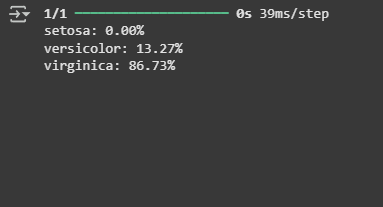 1/1 ━━━━━━━━━━━━━━━━━━━━ 0s 39ms/step
setosa: 0.00%
versicolor: 13.27%
virginica: 86.73%